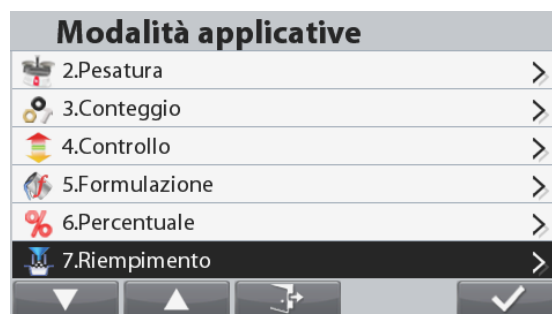 Modalità applicative
2.Pesatura
3.Conteggio
4.Controllo
5.Formulazione
6.Percentuale
7.Riempimento